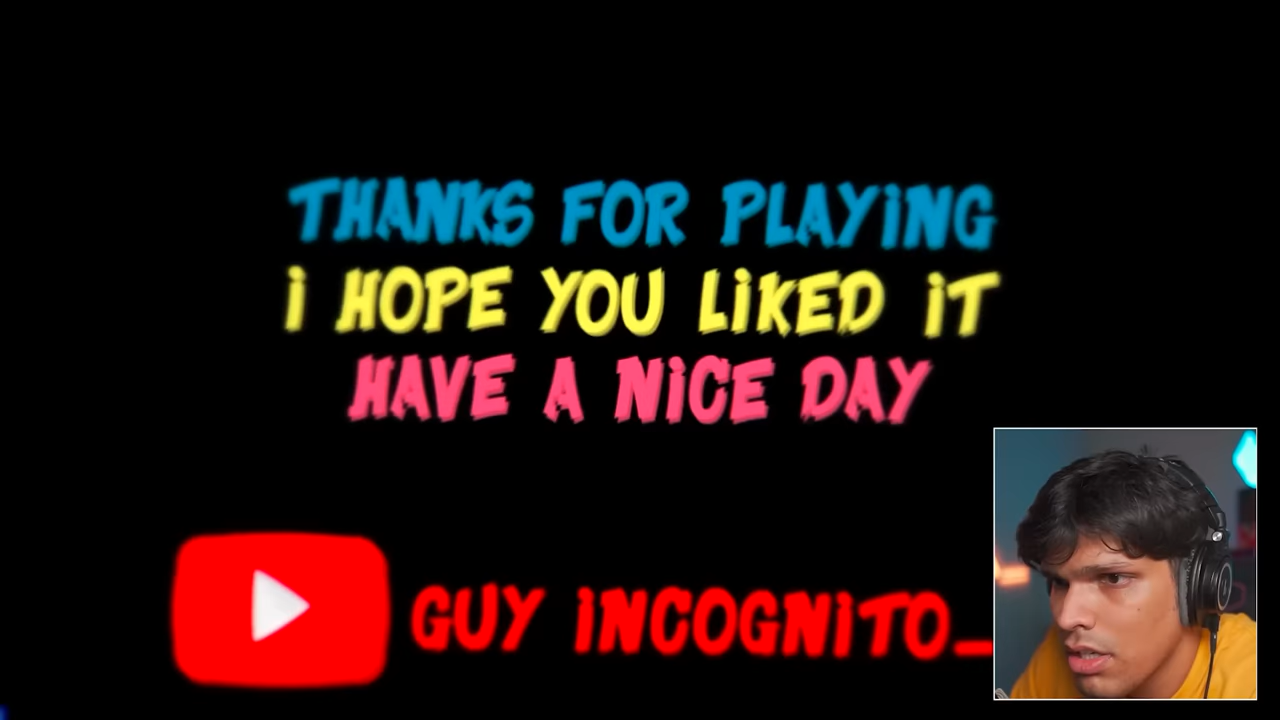 THANKS FOR PLAYING
i HOPE YOU LiKED iT
HAVE A NiCE DAY
GUY iNCOGNiTO_